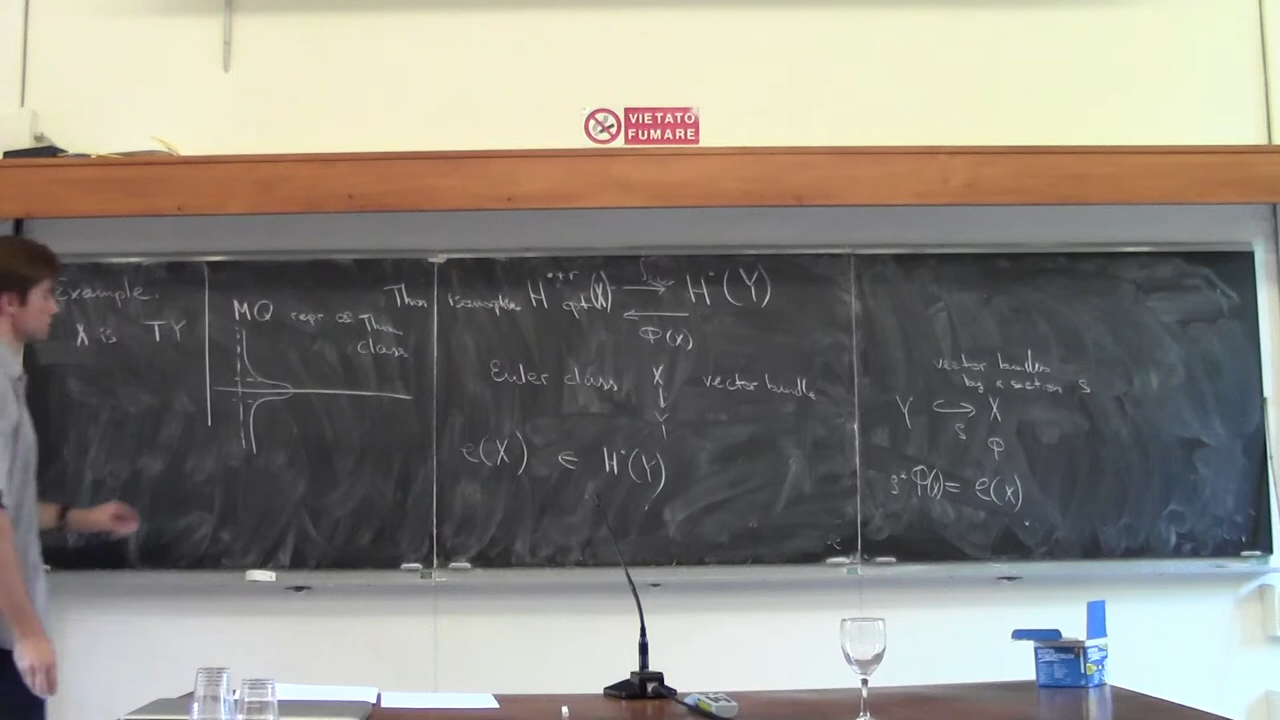 VIETATO
FUMARE
Example.
X is TY
MQ repr of Thom
class
Thom isomorphism H^{•+r}_{cpt}(X) → H^•(Y)
Φ(X)
Euler class X vector bundle
↓
Y
e(X) ∈ H^•(Y)
vector bundles
by a section s
Y ↪ X
s
Φ
s* Φ(X) = e(X)